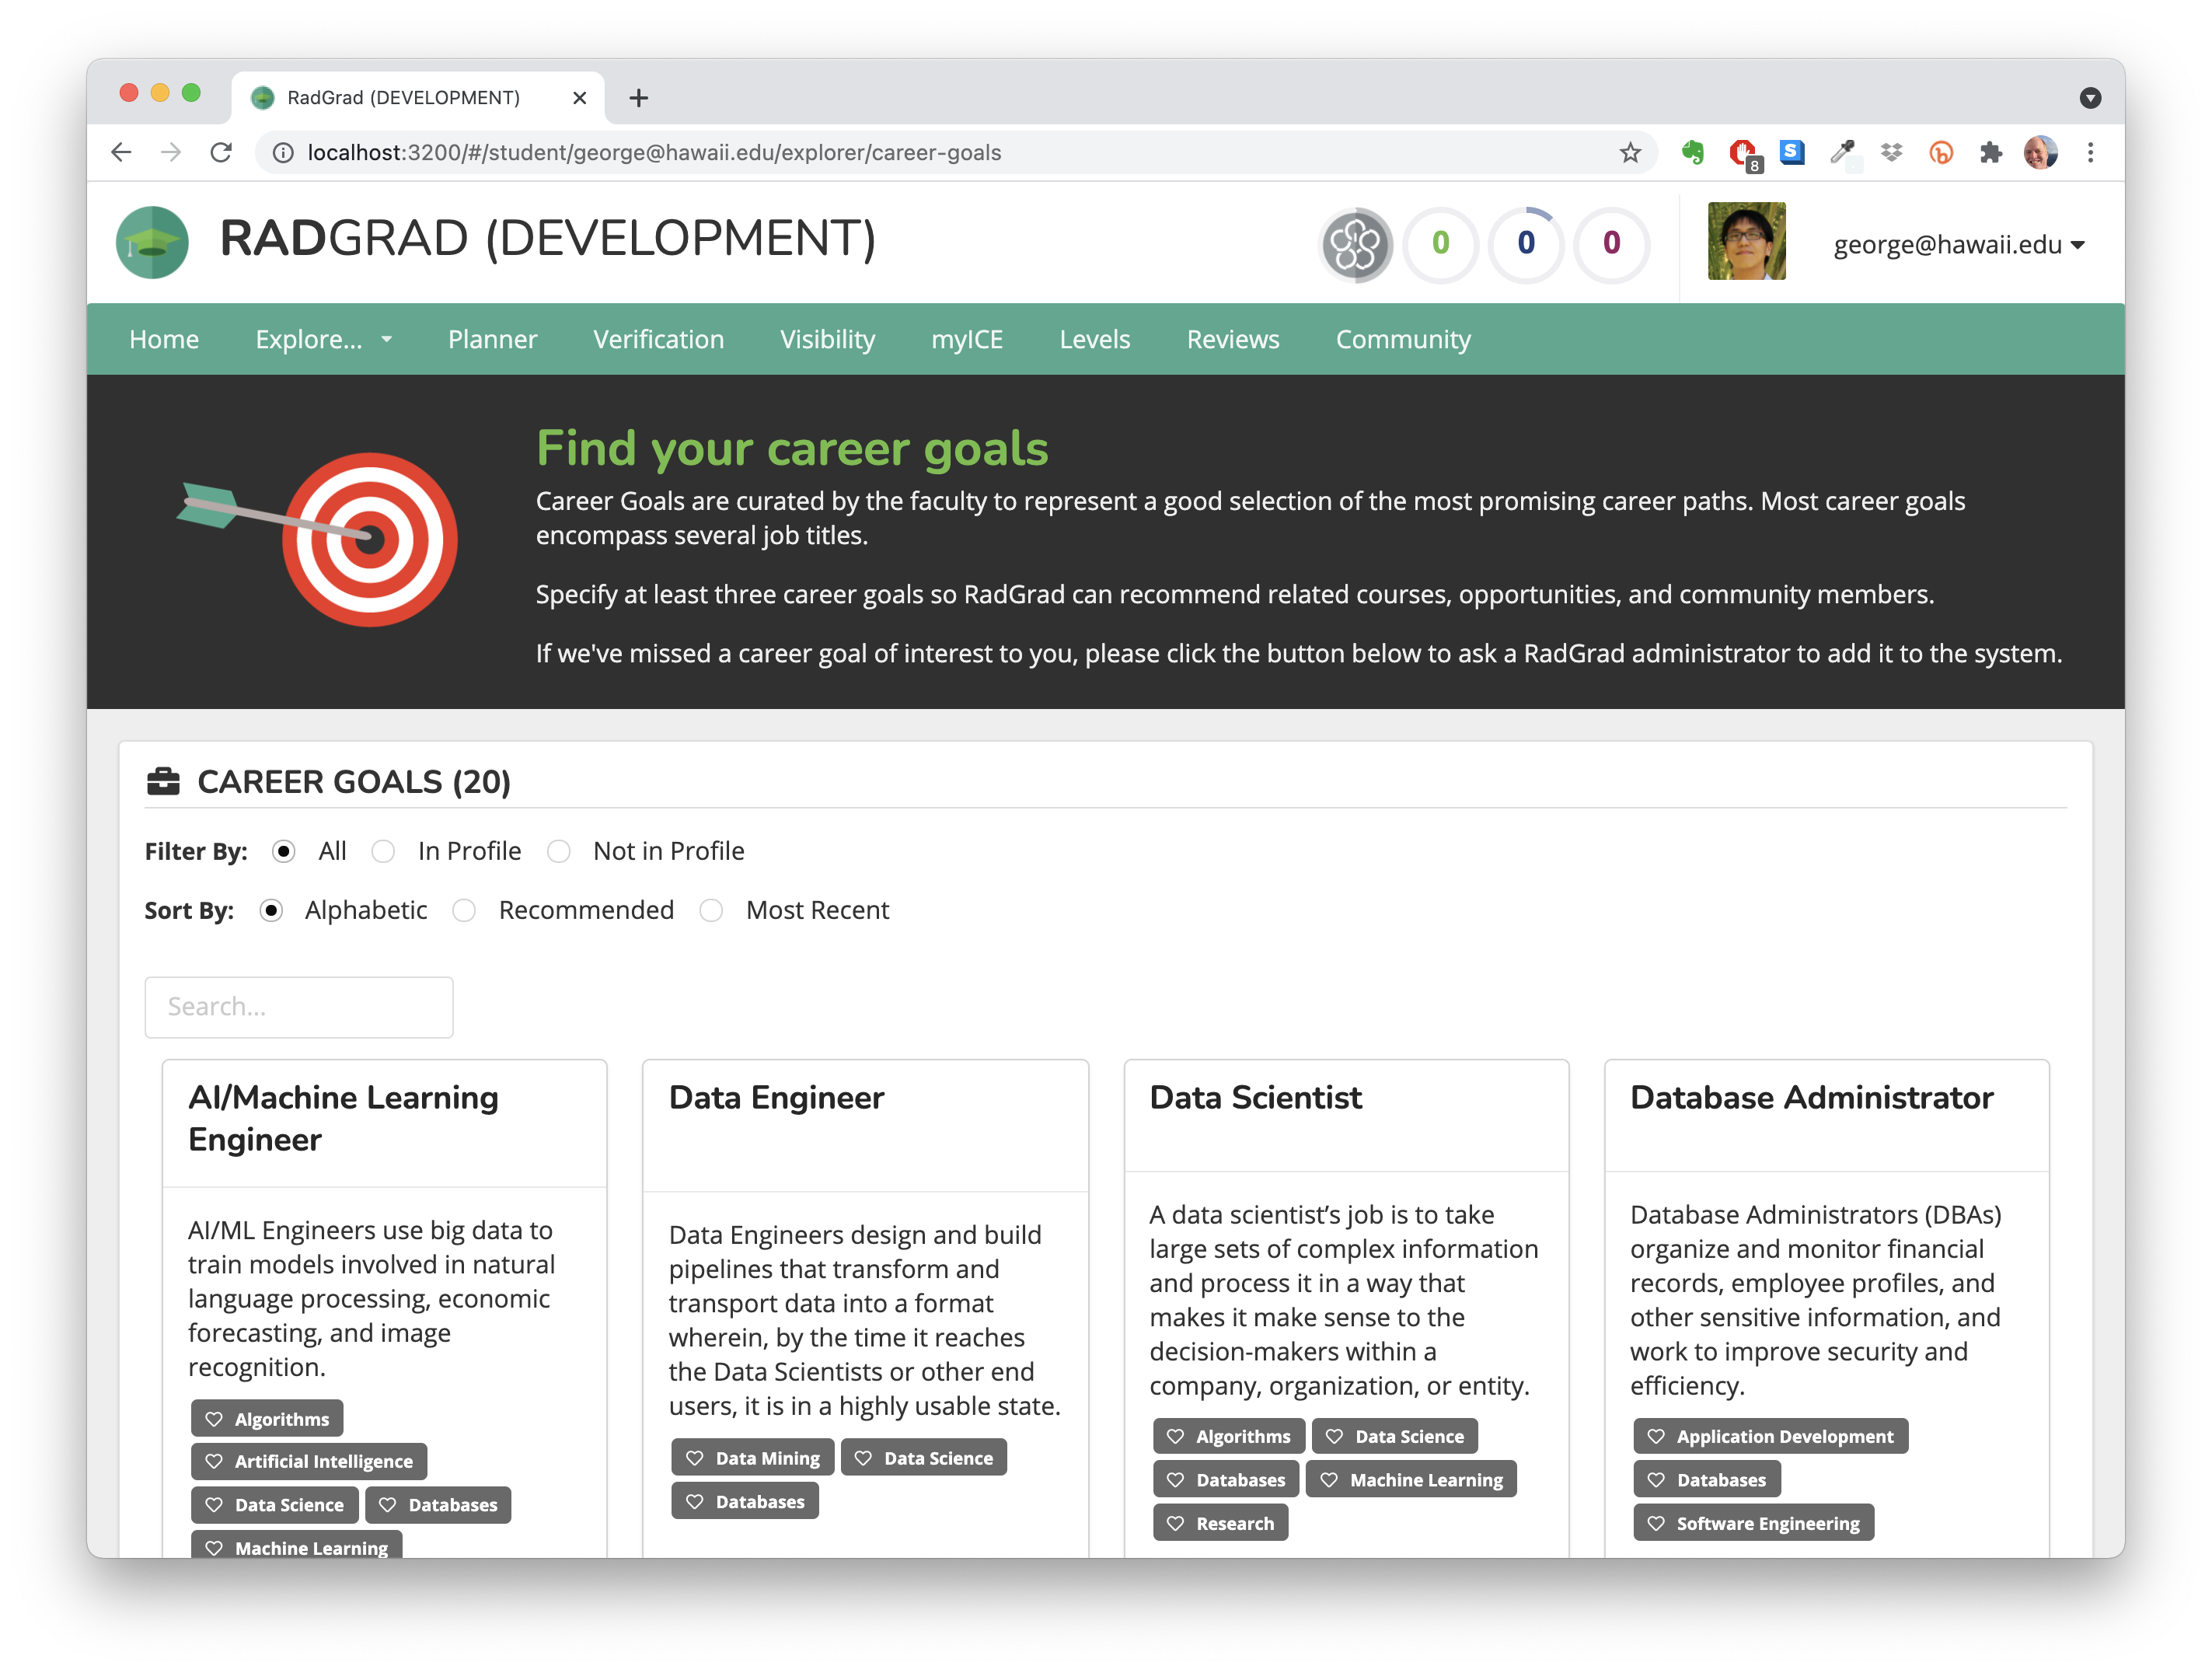 RadGrad (DEVELOPMENT)
localhost:3200/#/student/george@hawaii.edu/explorer/career-goals
S
8
RADGRAD (DEVELOPMENT)
0
0
0
george@hawaii.edu
Home
Explore...
Planner
Verification
Visibility
myICE
Levels
Reviews
Community
Find your career goals
Career Goals are curated by the faculty to represent a good selection of the most promising career paths. Most career goals
encompass several job titles.
Specify at least three career goals so RadGrad can recommend related courses, opportunities, and community members.
If we've missed a career goal of interest to you, please click the button below to ask a RadGrad administrator to add it to the system.
CAREER GOALS (20)
Filter By: All In Profile Not in Profile
Sort By: Alphabetic Recommended Most Recent
Search...
AI/Machine Learning
Engineer
AI/ML Engineers use big data to
train models involved in natural
language processing, economic
forecasting, and image
recognition.
Algorithms
Artificial Intelligence
Data Science
Databases
Machine Learning
Data Engineer
Data Engineers design and build
pipelines that transform and
transport data into a format
wherein, by the time it reaches
the Data Scientists or other end
users, it is in a highly usable state.
Data Mining
Data Science
Databases
Data Scientist
A data scientist’s job is to take
large sets of complex information
and process it in a way that
makes it make sense to the
decision-makers within a
company, organization, or entity.
Algorithms
Data Science
Databases
Machine Learning
Research
Database Administrator
Database Administrators (DBAs)
organize and monitor financial
records, employee profiles, and
other sensitive information, and
work to improve security and
efficiency.
Application Development
Databases
Software Engineering